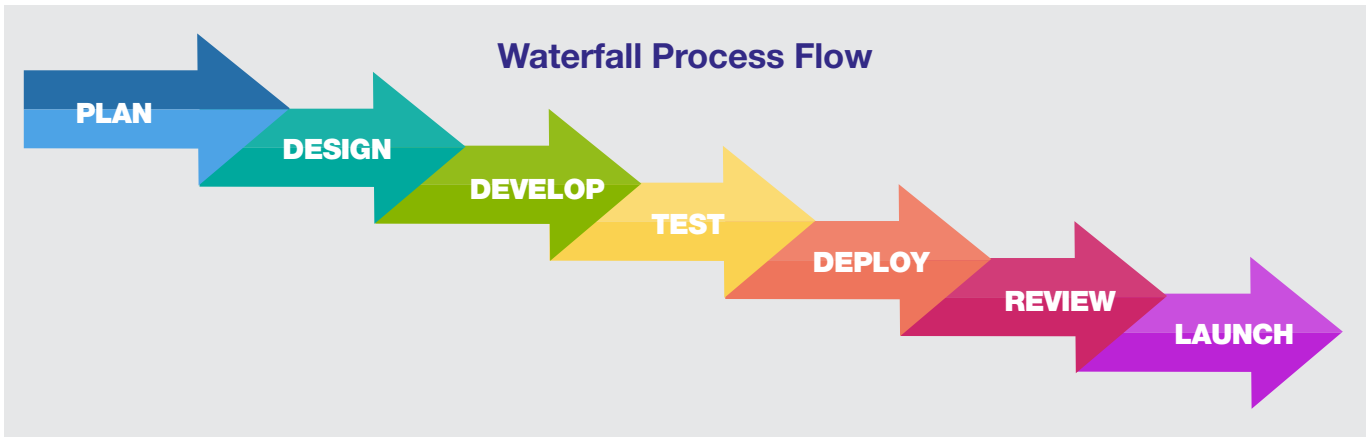 Waterfall Process Flow
PLAN
DESIGN
DEVELOP
TEST
DEPLOY
REVIEW
LAUNCH